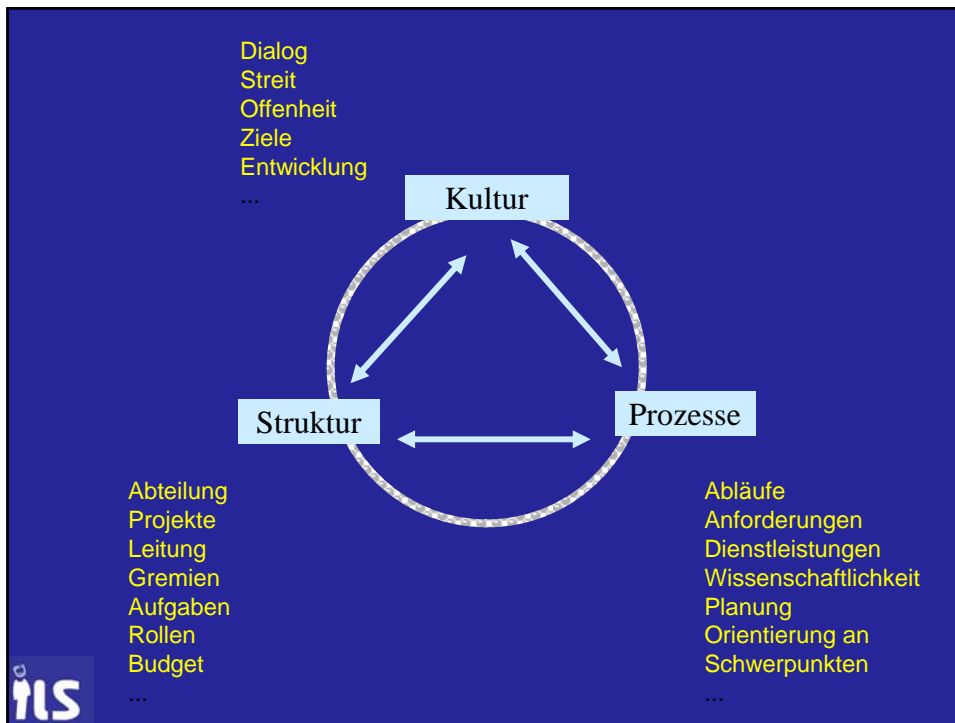 Dialog
Streit
Offenheit
Ziele
Entwicklung
...
Kultur
Struktur
Prozesse
Abteilung
Projekte
Leitung
Gremien
Aufgaben
Rollen
Budget
...
Abläufe
Anforderungen
Dienstleistungen
Wissenschaftlichkeit
Planung
Orientierung an
Schwerpunkten
...
ILS